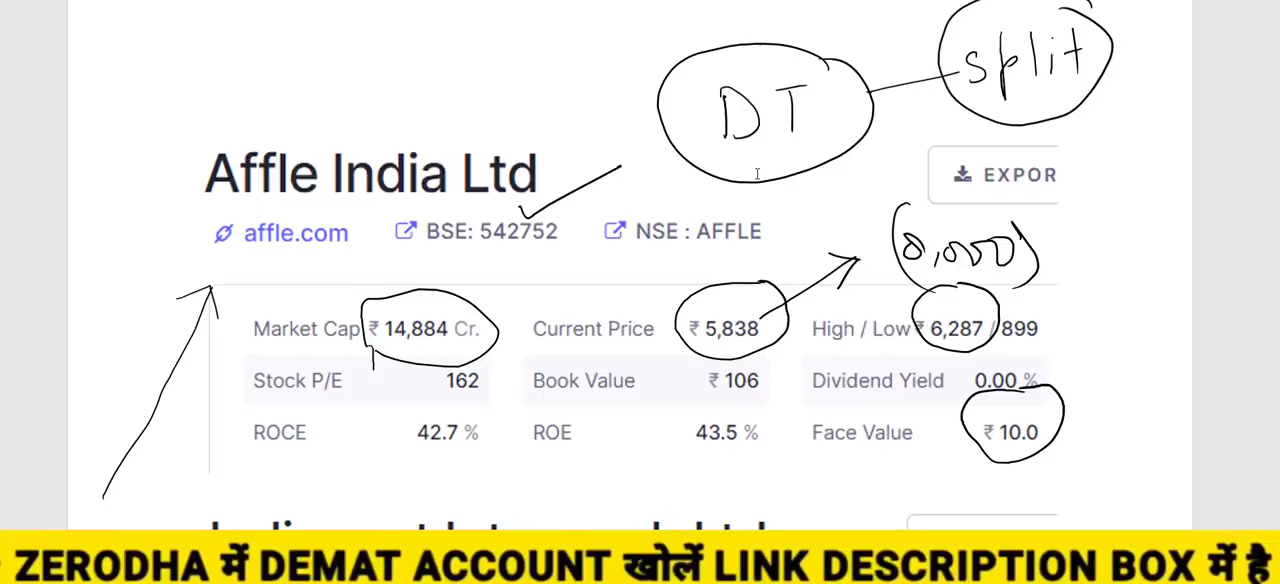 split
DT
Affle India Ltd
EXPOR
affle.com BSE: 542752 NSE : AFFLE
Market Cap ₹ 14,884 Cr. Current Price ₹ 5,838 High / Low ₹ 6,287 / 899
Stock P/E 162 Book Value ₹ 106 Dividend Yield 0.00 %
ROCE 42.7 % ROE 43.5 % Face Value ₹ 10.0
ZERODHA में DEMAT ACCOUNT खोलें LINK DESCRIPTION BOX में है